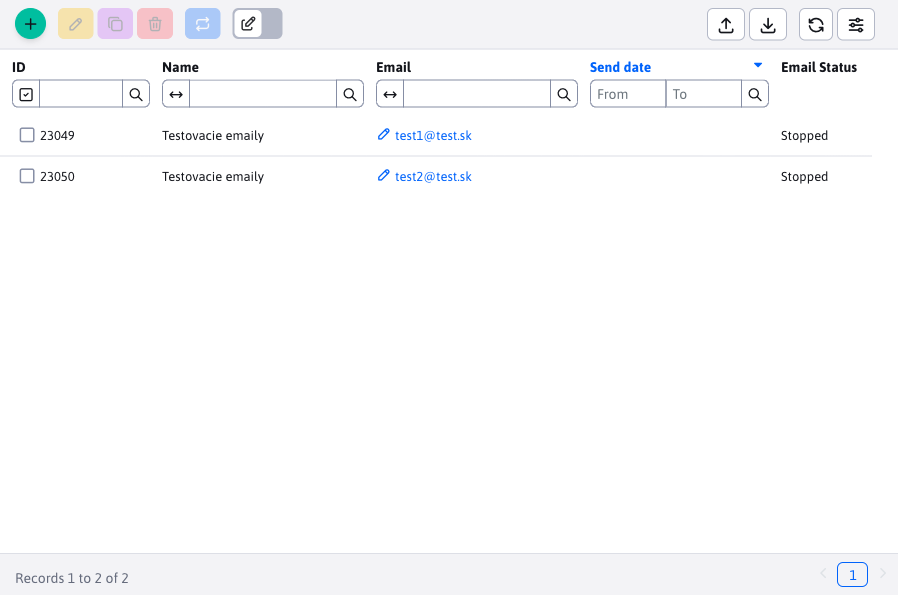 ID Name Email Send date Email Status
From To
23049 Testovacie emaily test1@test.sk Stopped
23050 Testovacie emaily test2@test.sk Stopped
Records 1 to 2 of 2 1